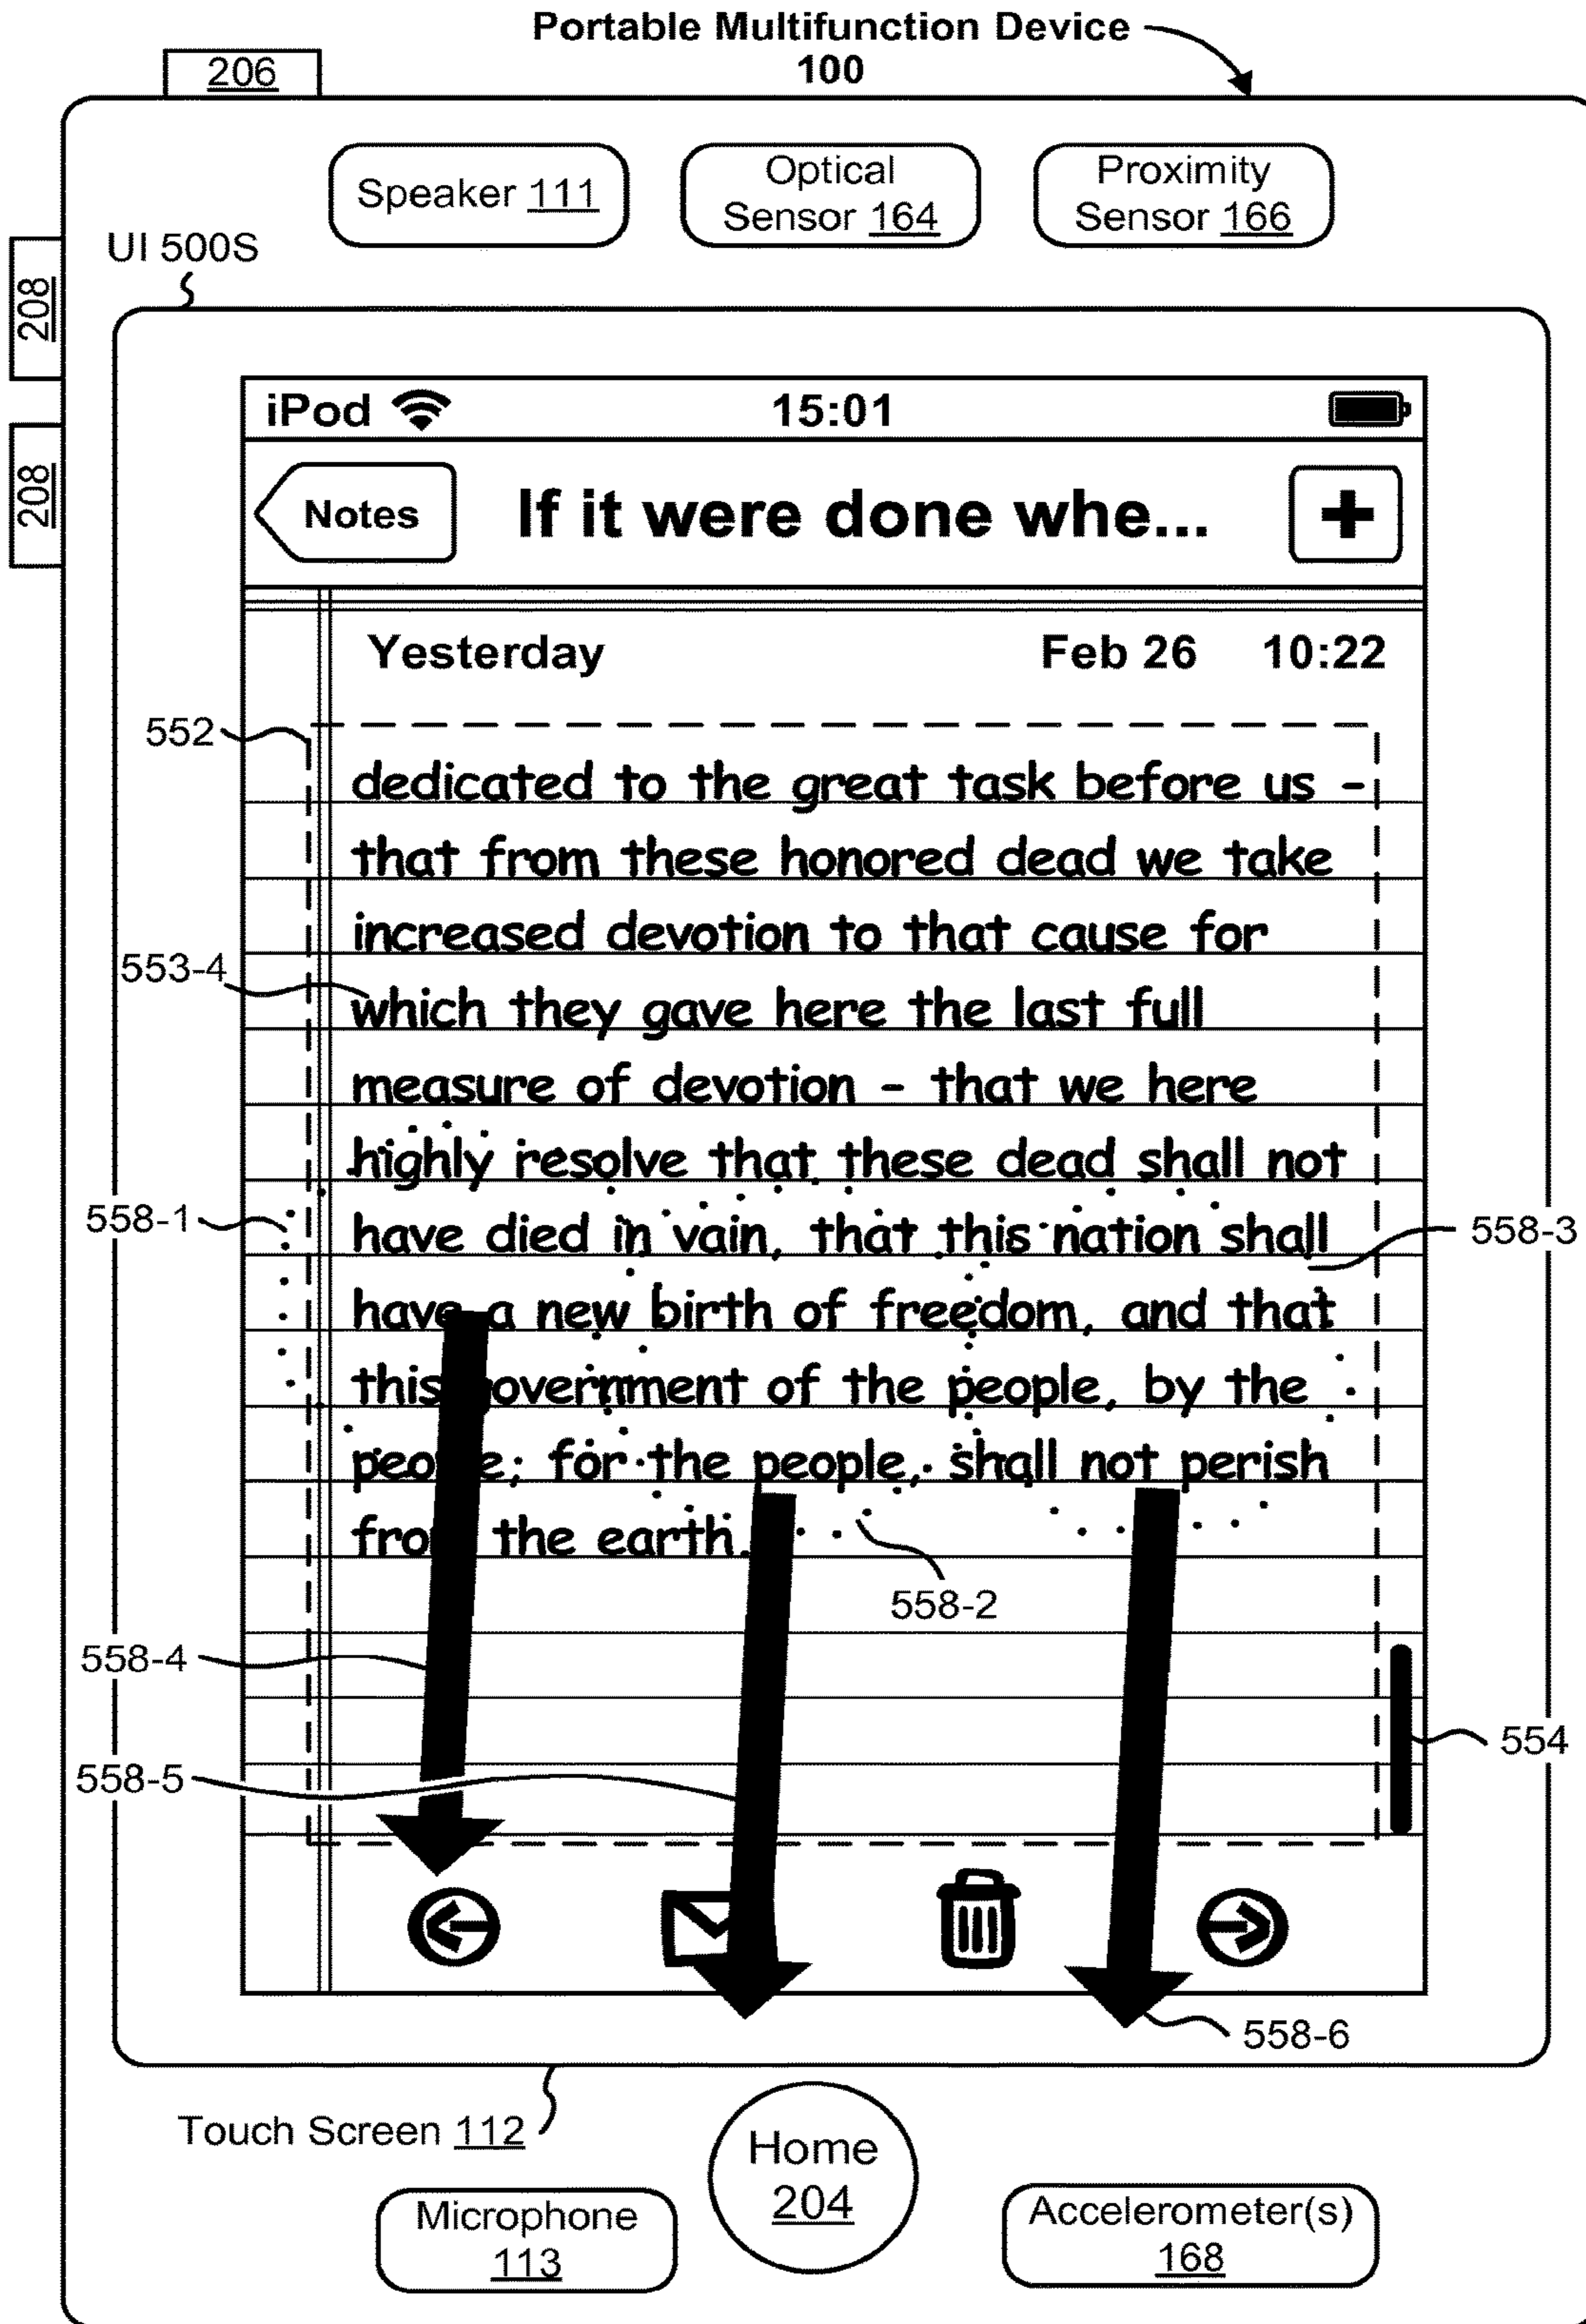 Portable Multifunction Device
100
206
Speaker 111
Optical
Sensor 164
Proximity
Sensor 166
UI 500S
208
208
iPod 15:01
Notes If it were done whe... +
Yesterday Feb 26 10:22
552
dedicated to the great task before us -
that from these honored dead we take
increased devotion to that cause for
553-4
which they gave here the last full
measure of devotion - that we here
highly resolve that these dead shall not
558-1
have died in vain, that this nation shall
558-3
have a new birth of freedom, and that
this overnment of the people, by the
peo e; for the people, shall not perish
fro the earth.
558-2
558-4
554
558-5
558-6
Touch Screen 112
Home
204
Microphone
113
Accelerometer(s)
168